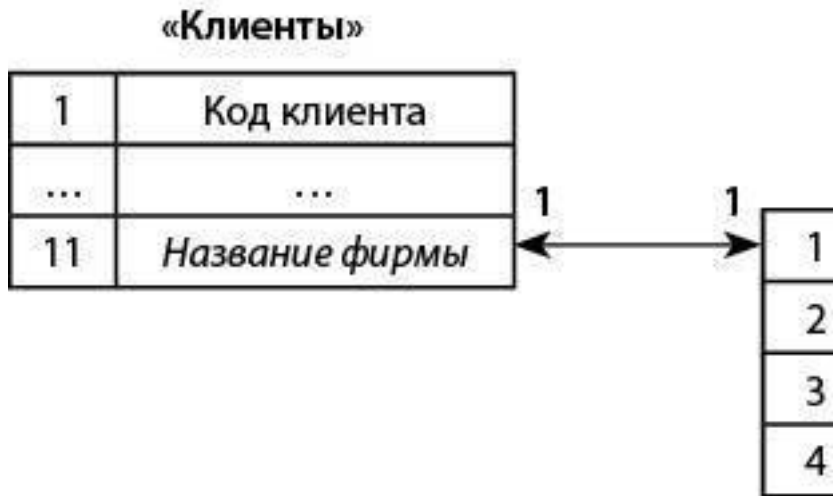 «Клиенты»
1 Код клиента
... ...
11 Название фирмы
1 1
1
2
3
4